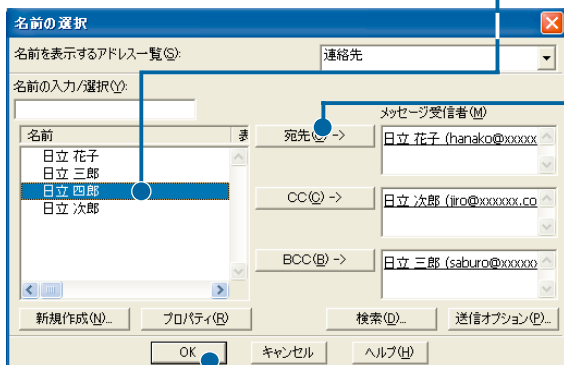 名前の選択
名前を表示するアドレス一覧(S):
連絡先
名前の入力/選択(Y):
メッセージ受信者(M)
名前
表
日立 花子
日立 三郎
日立 四郎
日立 次郎
宛先 ->
日立 花子 (hanako@xxxxx
CC(C) ->
日立 次郎 (jiro@xxxxxx.co
BCC(B) ->
日立 三郎 (saburo@xxxxx
新規作成(N)...
プロパティ(R)
検索(D)...
送信オプション(P)...
OK
キャンセル
ヘルプ(H)